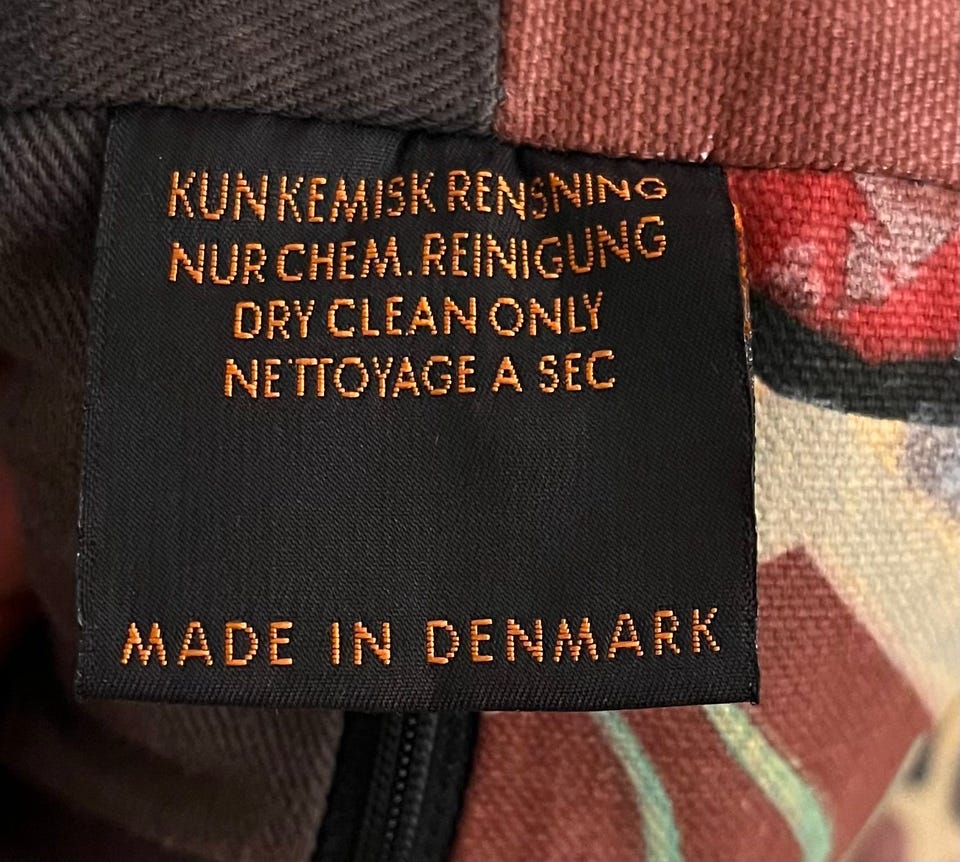 KUN KEMISK RENSNING
NUR CHEM. REINIGUNG
DRY CLEAN ONLY
NETTOYAGE A SEC
MADE IN DENMARK